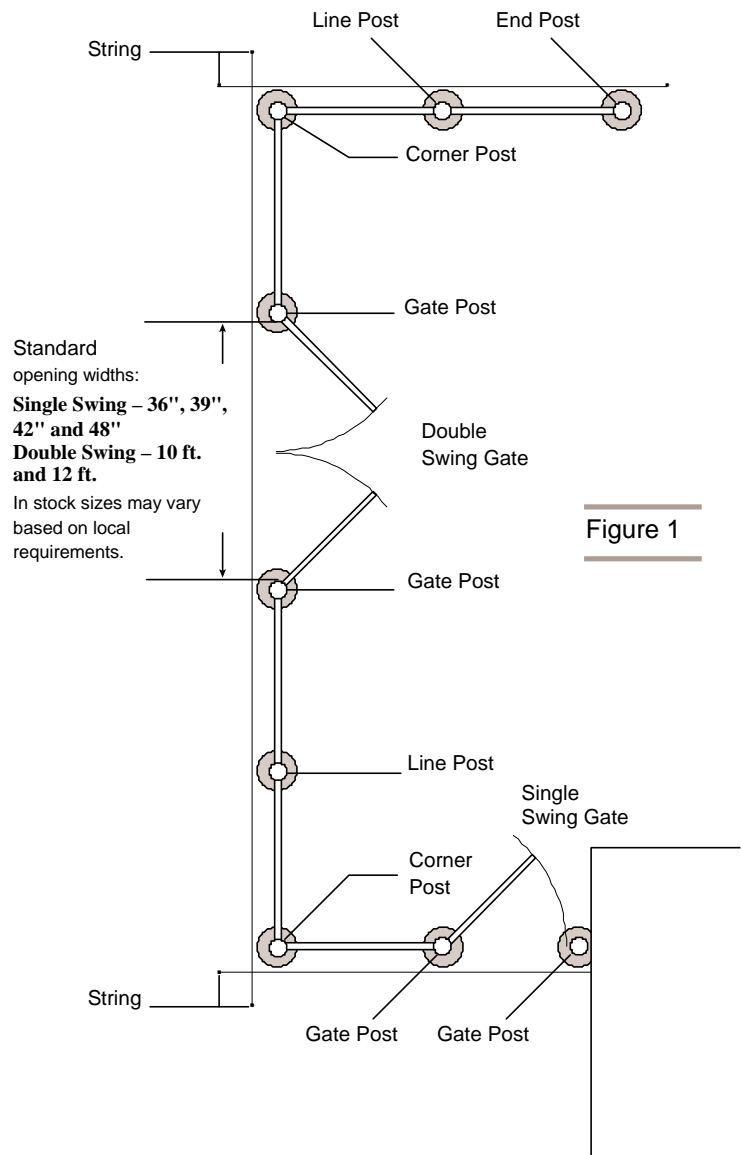 Line Post
End Post
String
Corner Post
Gate Post
Standard
opening widths:
Single Swing – 36", 39",
42" and 48"
Double Swing – 10 ft.
and 12 ft.
In stock sizes may vary
based on local
requirements.
Double
Swing Gate
Figure 1
Gate Post
Line Post
Single
Swing Gate
Corner
Post
String
Gate Post
Gate Post